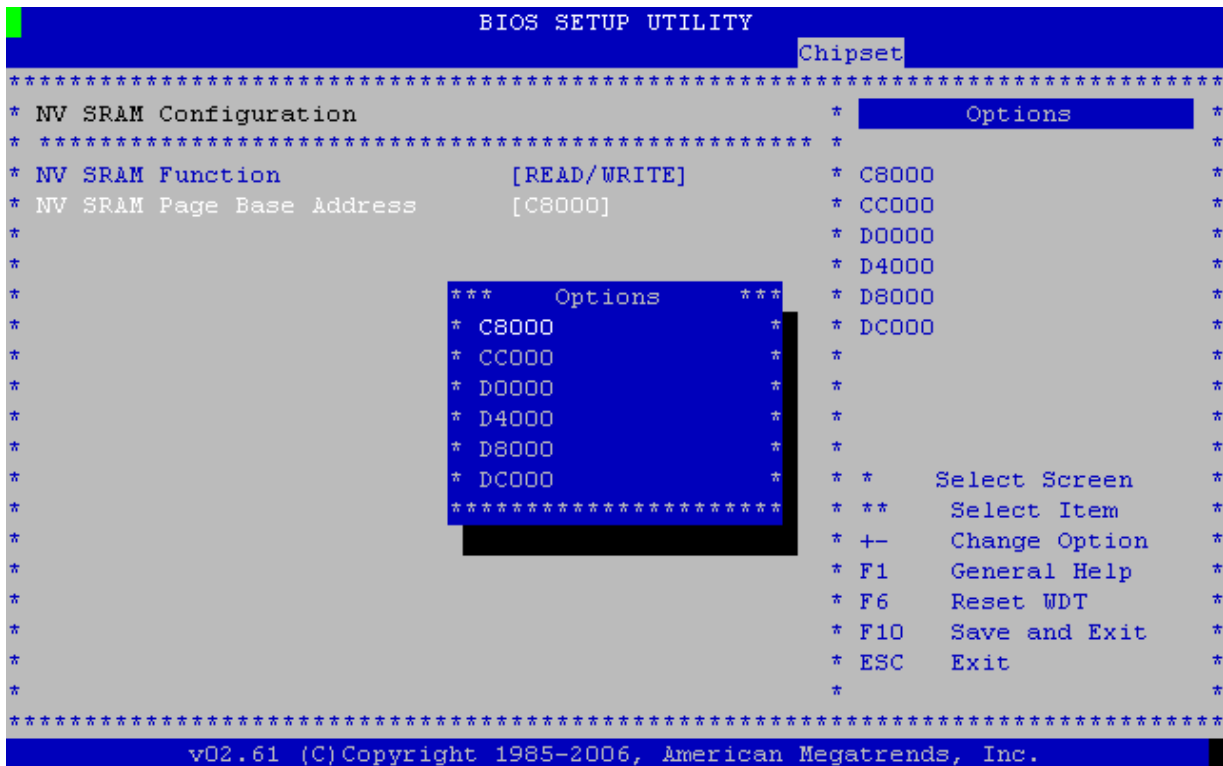 BIOS SETUP UTILITY
Chipset
********************************************************************************
* NV SRAM Configuration * Options *
* *************************************************** * *
* NV SRAM Function [READ/WRITE] * C8000 *
* NV SRAM Page Base Address [C8000] * CC000 *
* * D0000 *
* * D4000 *
* *** Options *** * D8000 *
* * C8000 * * DC000 *
* * CC000 * * *
* * D0000 * * *
* * D4000 * * *
* * D8000 * * *
* * DC000 * * * Select Screen *
* ********************** * ** Select Item *
* * +- Change Option *
* * F1 General Help *
* * F6 Reset WDT *
* * F10 Save and Exit *
* * ESC Exit *
* * *
********************************************************************************
v02.61 (C)Copyright 1985-2006, American Megatrends, Inc.